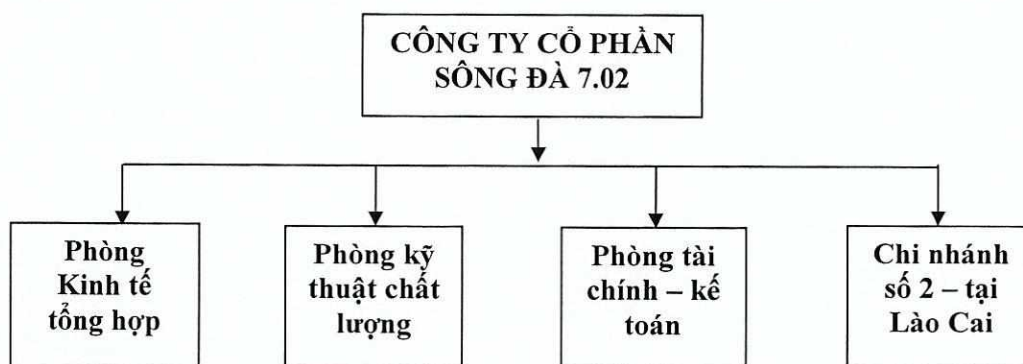 CÔNG TY CỔ PHẦN
SÔNG ĐÀ 7.02
Phòng
Kinh tế
tổng hợp
Phòng kỹ
thuật chất
lượng
Phòng tài
chính – kế
toán
Chi nhánh
số 2 – tại
Lào Cai